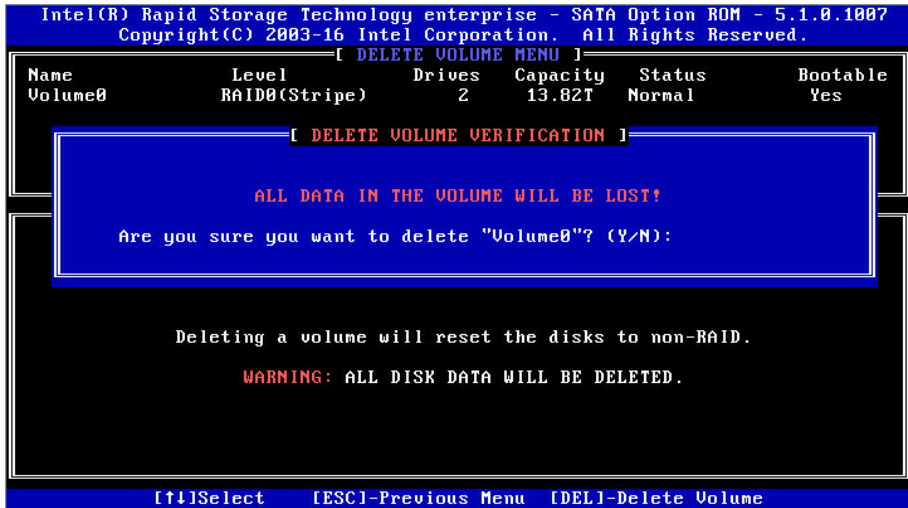 Intel(R) Rapid Storage Technology enterprise - SATA Option ROM - 5.1.0.1007
Copyright(C) 2003-16 Intel Corporation. All Rights Reserved.
[ DELETE VOLUME MENU ]
Name Level Drives Capacity Status Bootable
Volume0 RAID0(Stripe) 2 13.82T Normal Yes
[ DELETE VOLUME VERIFICATION ]
ALL DATA IN THE VOLUME WILL BE LOST!
Are you sure you want to delete "Volume0"? (Y/N):
Deleting a volume will reset the disks to non-RAID.
WARNING: ALL DISK DATA WILL BE DELETED.
[↑↓]Select [ESC]-Previous Menu [DEL]-Delete Volume